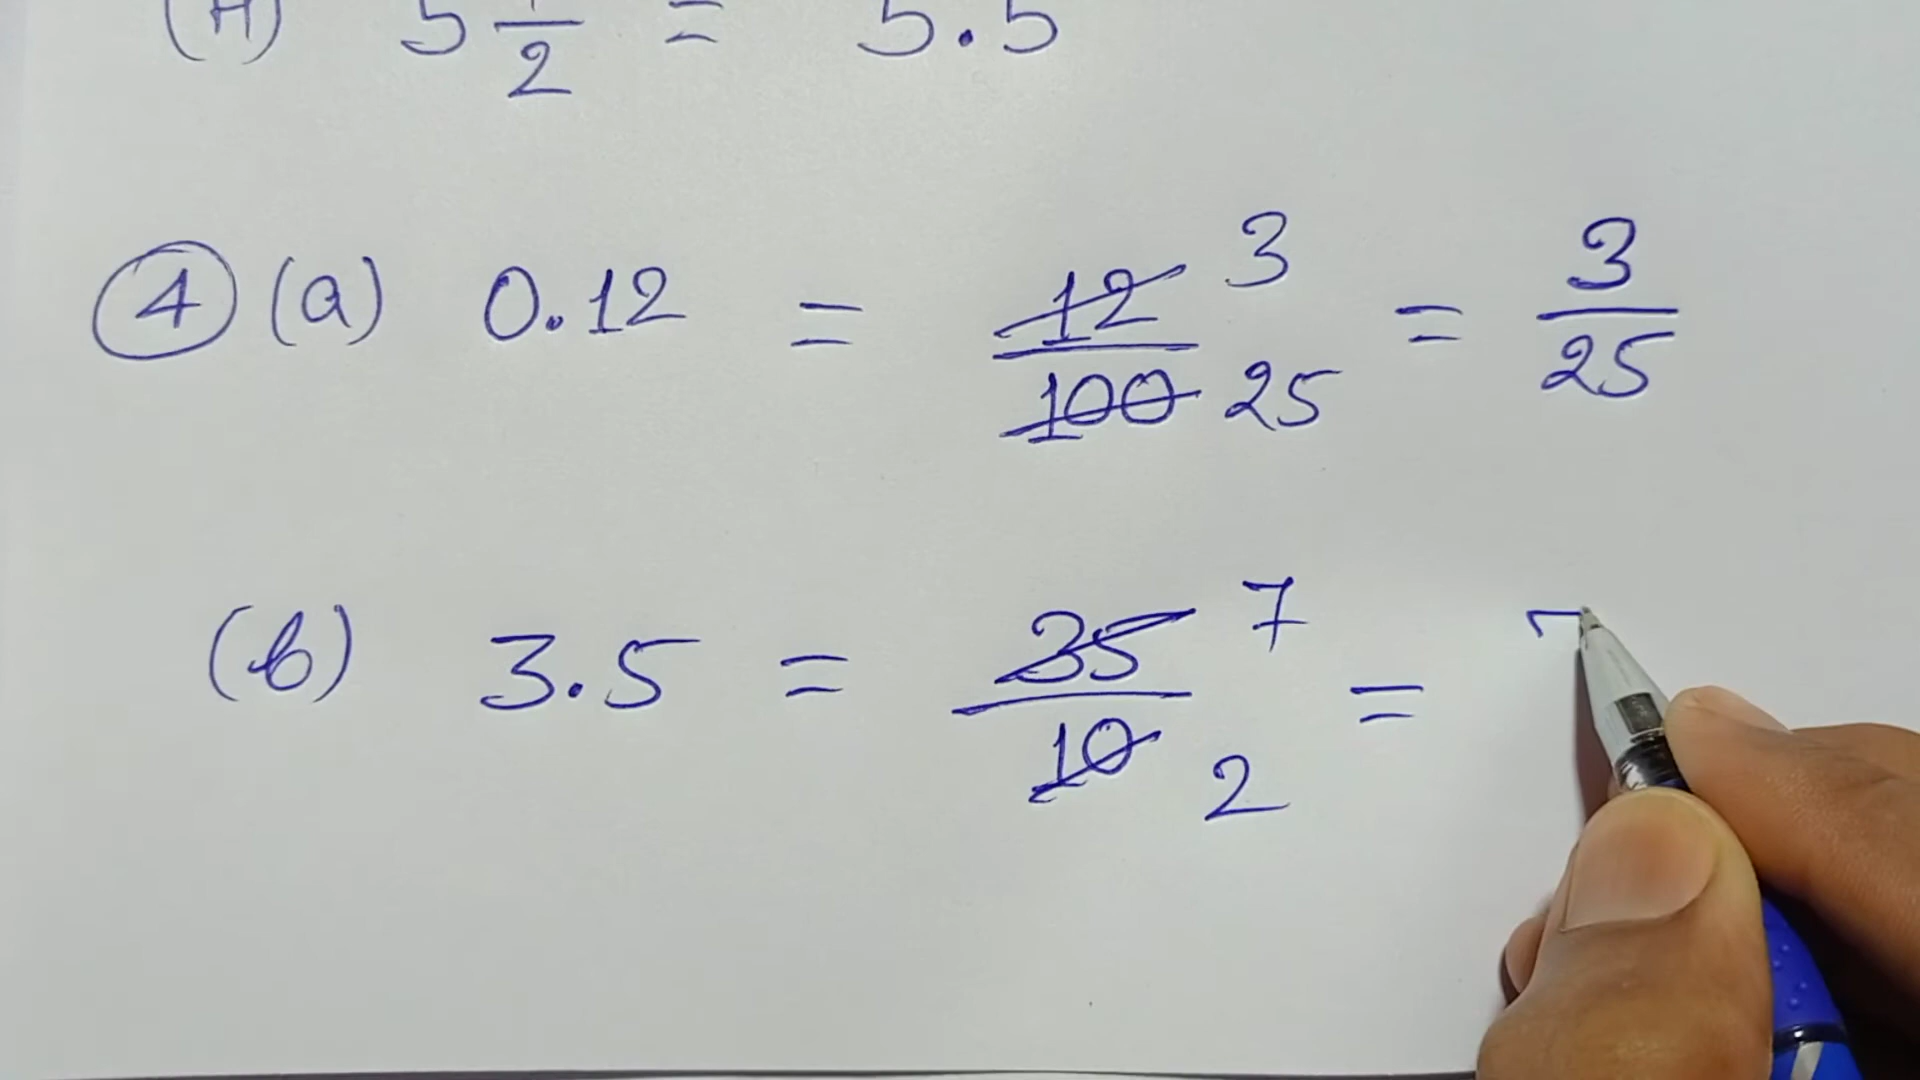 (H) 5 1/2 = 5.5
④ (a) 0.12 = 12/100 3/25 = 3/25
(b) 3.5 = 35/10 7/2 =